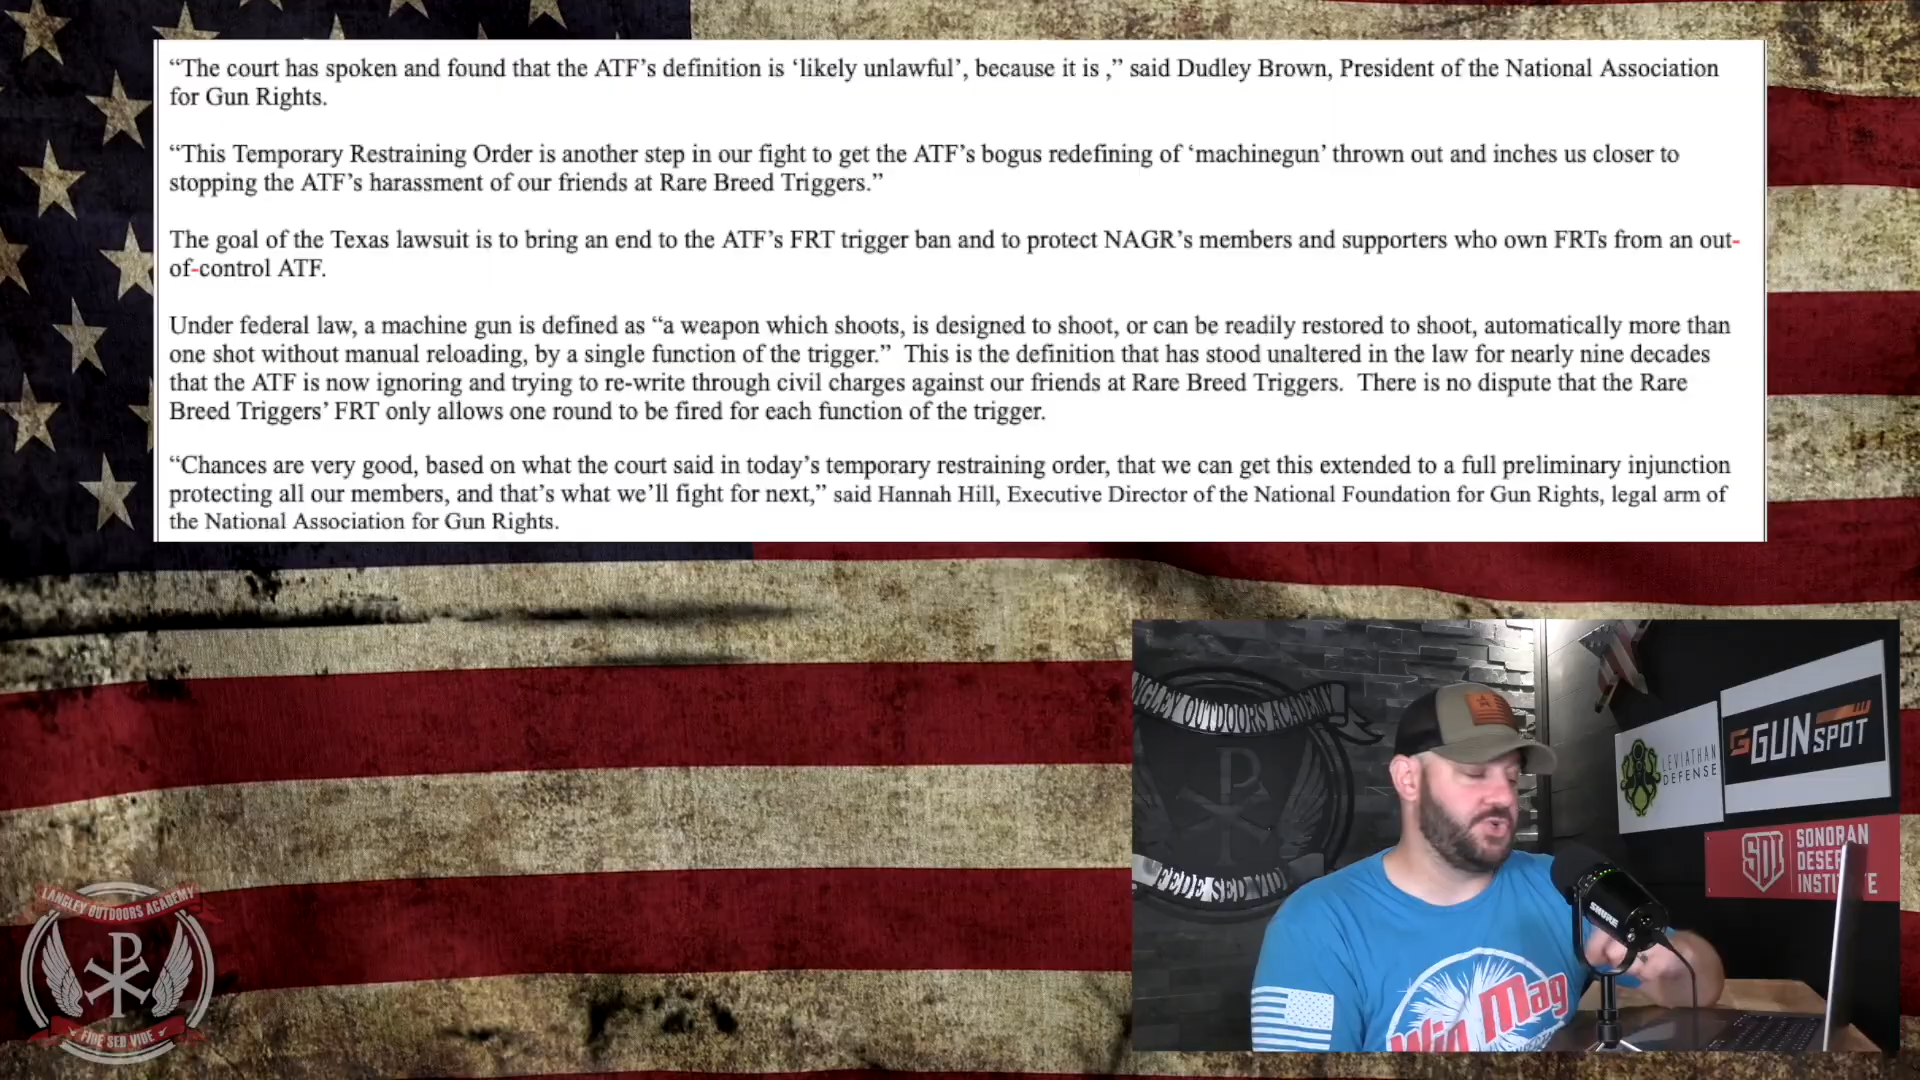 “The court has spoken and found that the ATF’s definition is ‘likely unlawful’, because it is ,” said Dudley Brown, President of the National Association
for Gun Rights.
“This Temporary Restraining Order is another step in our fight to get the ATF’s bogus redefining of ‘machinegun’ thrown out and inches us closer to
stopping the ATF’s harassment of our friends at Rare Breed Triggers.”
The goal of the Texas lawsuit is to bring an end to the ATF’s FRT trigger ban and to protect NAGR’s members and supporters who own FRTs from an out-
of-control ATF.
Under federal law, a machine gun is defined as “a weapon which shoots, is designed to shoot, or can be readily restored to shoot, automatically more than
one shot without manual reloading, by a single function of the trigger.”  This is the definition that has stood unaltered in the law for nearly nine decades
that the ATF is now ignoring and trying to re-write through civil charges against our friends at Rare Breed Triggers.  There is no dispute that the Rare
Breed Triggers’ FRT only allows one round to be fired for each function of the trigger.
“Chances are very good, based on what the court said in today’s temporary restraining order, that we can get this extended to a full preliminary injunction
protecting all our members, and that’s what we’ll fight for next,” said Hannah Hill, Executive Director of the National Foundation for Gun Rights, legal arm of
the National Association for Gun Rights.
NGLEY OUTDOORS ACADEMY
FIDE SED VIDE
LEVIATHAN
DEFENSE
GUNSPOT
SDI
SONORAN
DESER
INSTI
TE
SHURE
Win Mag
LANGLEY OUTDOORS ACADEMY
FIDE SED VIDE